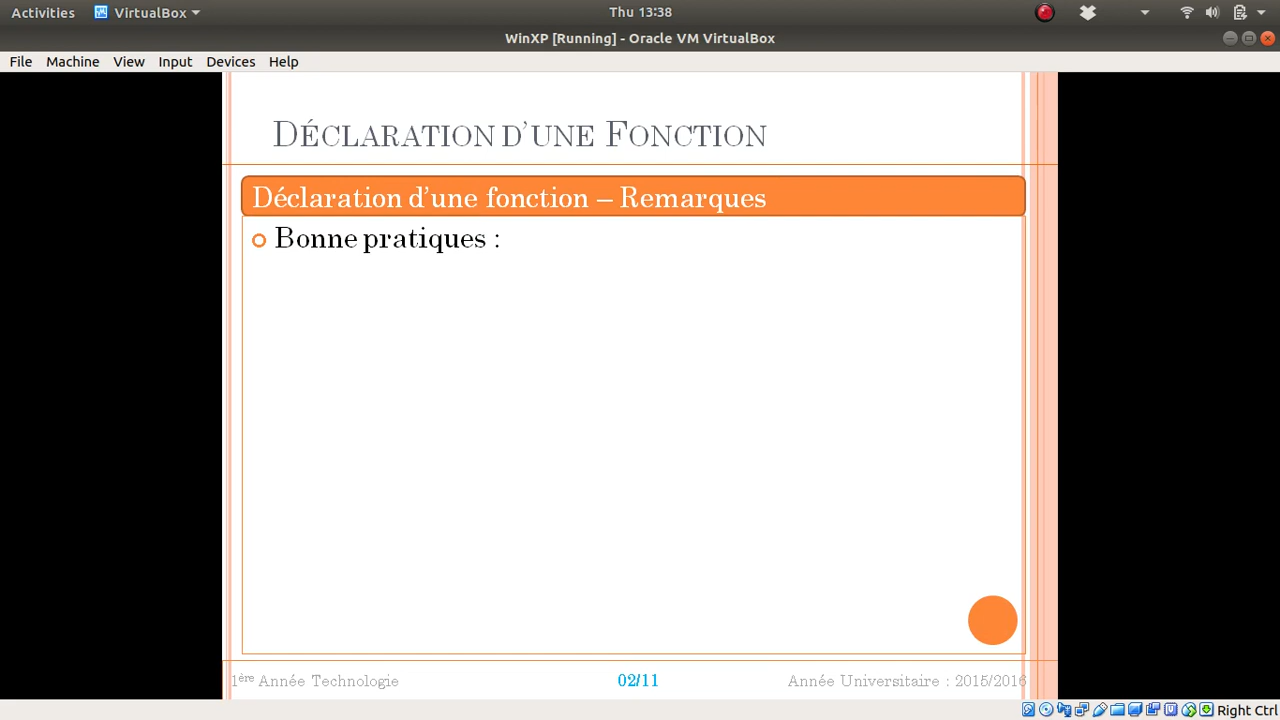 Activities VirtualBox Thu 13:38
WinXP [Running] - Oracle VM VirtualBox
File Machine View Input Devices Help
DÉCLARATION D'UNE FONCTION
Déclaration d'une fonction – Remarques
Bonne pratiques :
1ère Année Technologie 02/11 Année Universitaire : 2015/2016
Right Ctrl